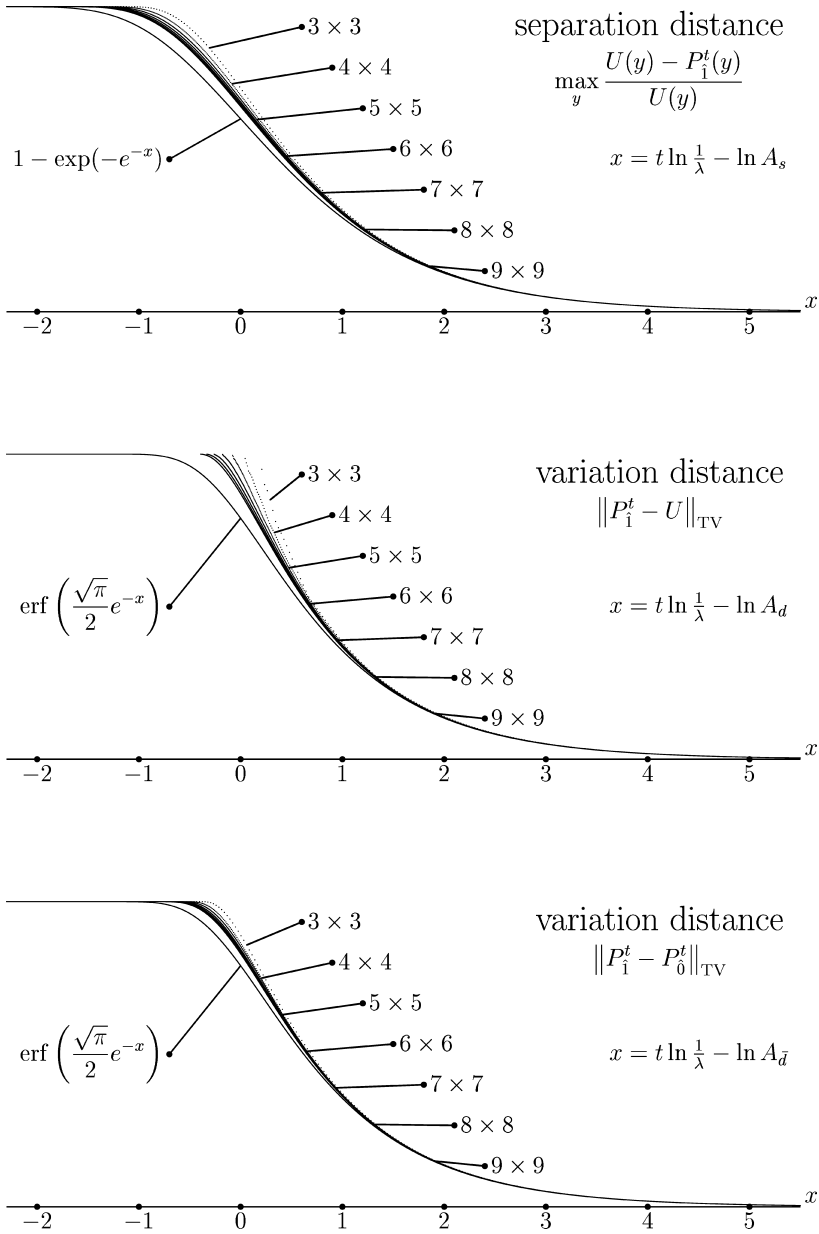 separation distance
max_y (U(y) − P^t_1̂(y)) / U(y)
x = t ln 1/λ − ln A_s
3 × 3
4 × 4
5 × 5
6 × 6
7 × 7
8 × 8
9 × 9
1 − exp(−e^{−x})
x
−2 −1 0 1 2 3 4 5
variation distance
‖P^t_1̂ − U‖_TV
x = t ln 1/λ − ln A_d
3 × 3
4 × 4
5 × 5
6 × 6
7 × 7
8 × 8
9 × 9
erf (√π/2 e^{−x})
x
−2 −1 0 1 2 3 4 5
variation distance
‖P^t_1̂ − P^t_0̂‖_TV
x = t ln 1/λ − ln A_d̄
3 × 3
4 × 4
5 × 5
6 × 6
7 × 7
8 × 8
9 × 9
erf (√π/2 e^{−x})
x
−2 −1 0 1 2 3 4 5